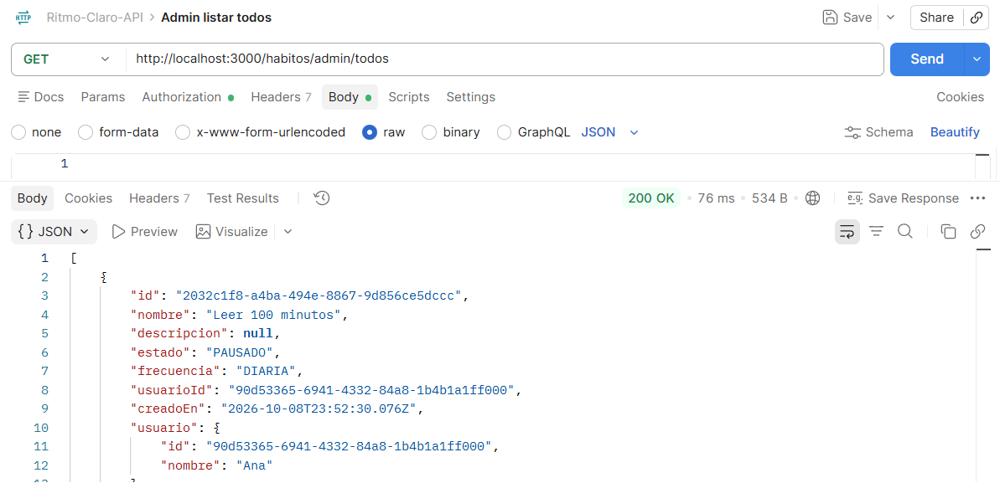 HTTP Ritmo-Claro-API > Admin listar todos Save Share
GET http://localhost:3000/habitos/admin/todos Send
Docs Params Authorization Headers 7 Body Scripts Settings Cookies
none form-data x-www-form-urlencoded raw binary GraphQL JSON Schema Beautify
1
Body Cookies Headers 7 Test Results 200 OK • 76 ms • 534 B • e.g. Save Response •••
{ } JSON Preview Visualize
1 [
2 {
3 "id": "2032c1f8-a4ba-494e-8867-9d856ce5dccc",
4 "nombre": "Leer 100 minutos",
5 "descripcion": null,
6 "estado": "PAUSADO",
7 "frecuencia": "DIARIA",
8 "usuarioId": "90d53365-6941-4332-84a8-1b4b1a1ff000",
9 "creadoEn": "2026-10-08T23:52:30.076Z",
10 "usuario": {
11 "id": "90d53365-6941-4332-84a8-1b4b1a1ff000",
12 "nombre": "Ana"